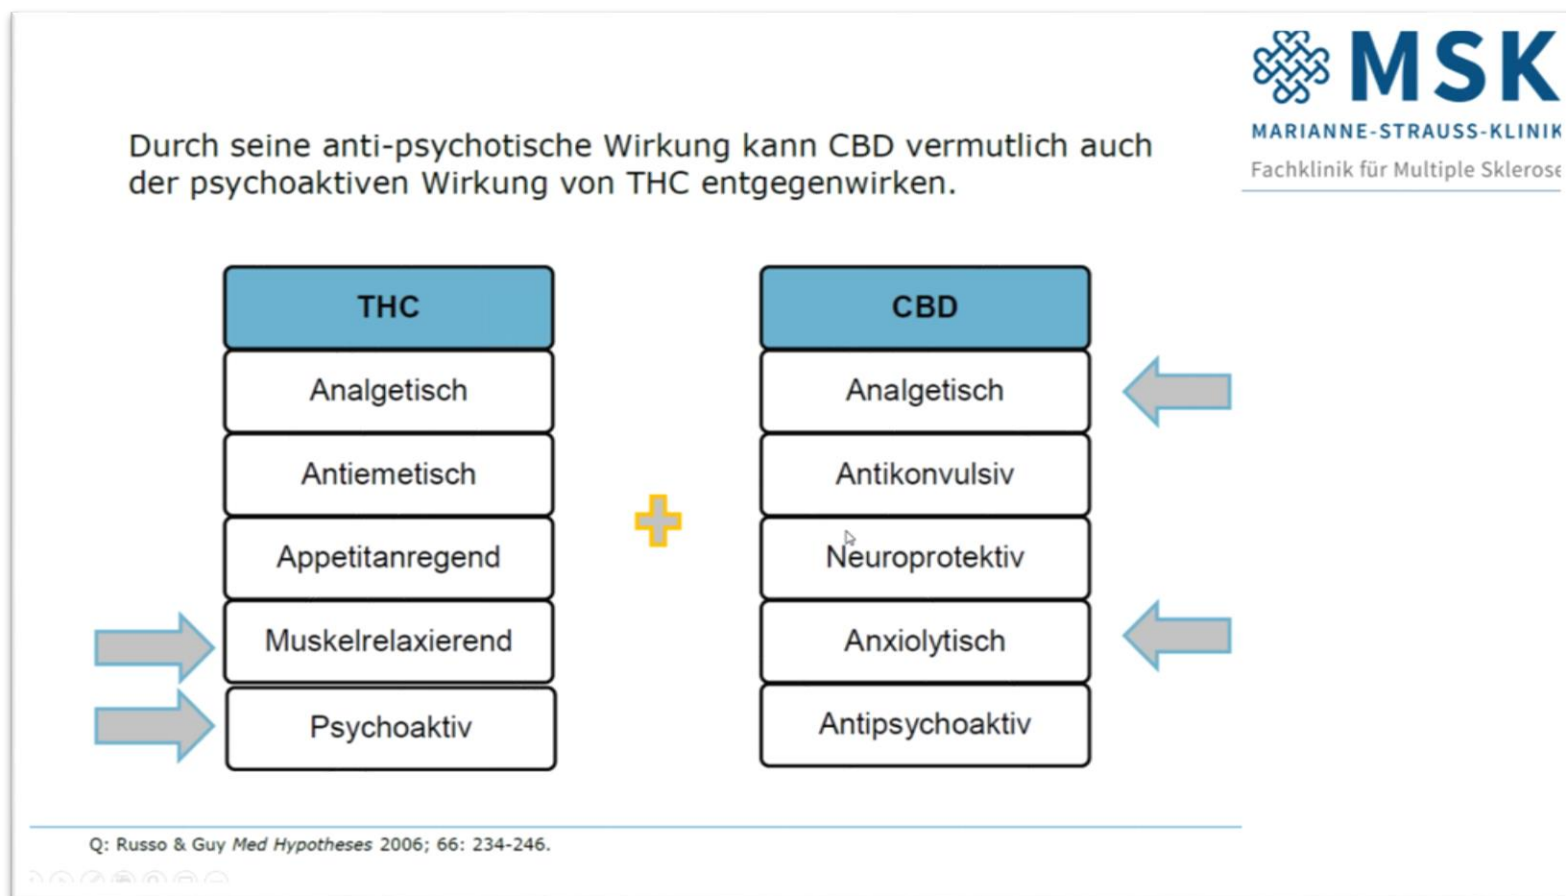 MSK
MARIANNE-STRAUSS-KLINIK
Fachklinik für Multiple Sklerose
Durch seine anti-psychotische Wirkung kann CBD vermutlich auch
der psychoaktiven Wirkung von THC entgegenwirken.
THC
Analgetisch
Antiemetisch
Appetitanregend
Muskelrelaxierend
Psychoaktiv
CBD
Analgetisch
Antikonvulsiv
Neuroprotektiv
Anxiolytisch
Antipsychoaktiv
Q: Russo & Guy Med Hypotheses 2006; 66: 234-246.